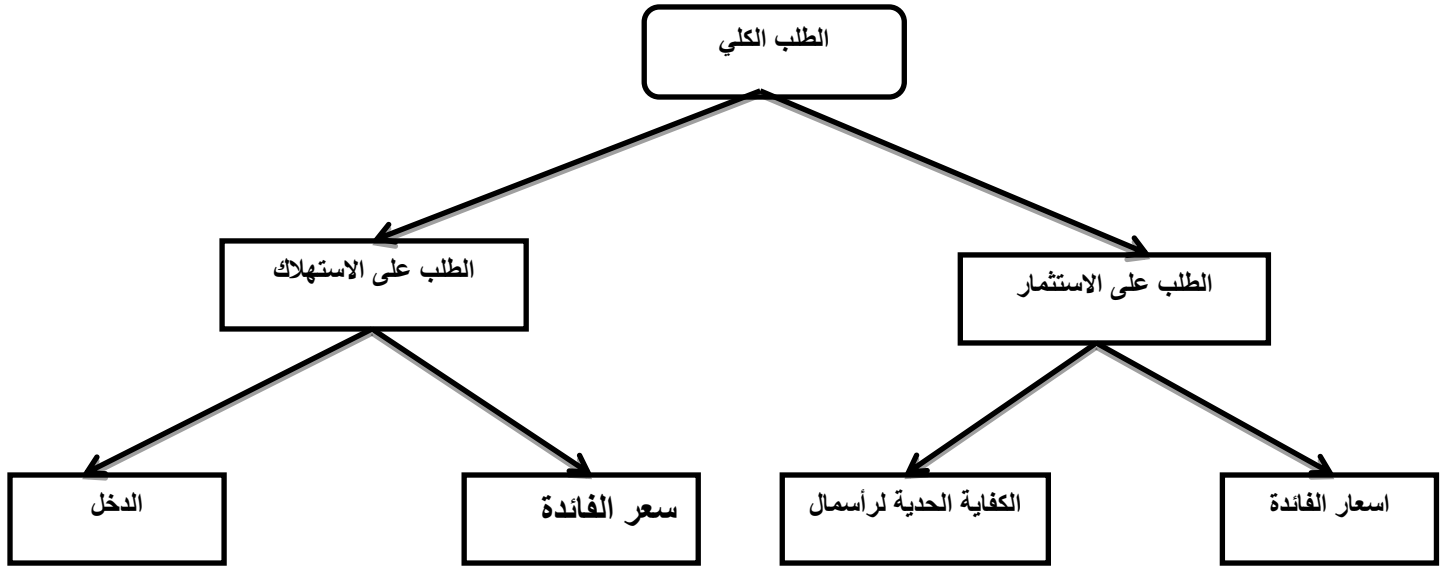 الطلب الكلي
الطلب على الاستثمار
الطلب على الاستهلاك
اسعار الفائدة
الكفاية الحدية لرأسمال
سعر الفائدة
الدخل